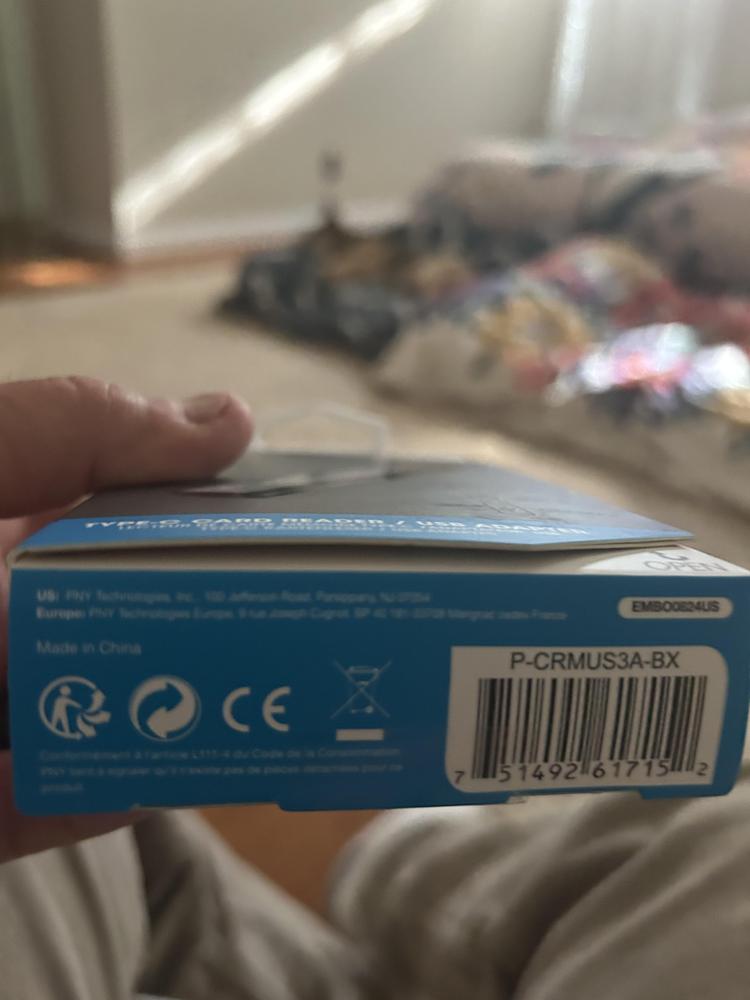 TYPE-C CARD READER / USB ADAPTER
OPEN
US: PNY Technologies, Inc., 100 Jefferson Road, Parsippany, NJ 07054
Europe: PNY Technologies Europe, 9 rue Joseph Cugnot, BP 40181-33708 Mérignac cedex France
EMBO0824US
Made in China
P-CRMUS3A-BX
CE
Conformément à l'article L111-4 du Code de la Consommation
PNY tient à signaler qu'il n'existe pas de pièces détachées pour ce
produit.
7 51492 61715 2